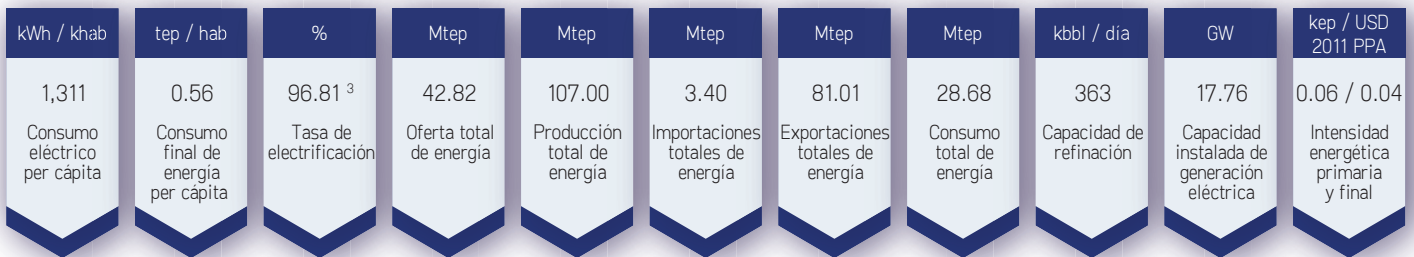 kWh / khab
1,311
Consumo
eléctrico
per cápita
tep / hab
0.56
Consumo
final de
energía
per cápita
%
96.81 3
Tasa de
electrificación
Mtep
42.82
Oferta total
de energía
Mtep
107.00
Producción
total de
energía
Mtep
3.40
Importaciones
totales de
energía
Mtep
81.01
Exportaciones
totales de
energía
Mtep
28.68
Consumo
total de
energía
kbbl / día
363
Capacidad de
refinación
GW
17.76
Capacidad
instalada de
generación
eléctrica
kep / USD
2011 PPA
0.06 / 0.04
Intensidad
energética
primaria
y final